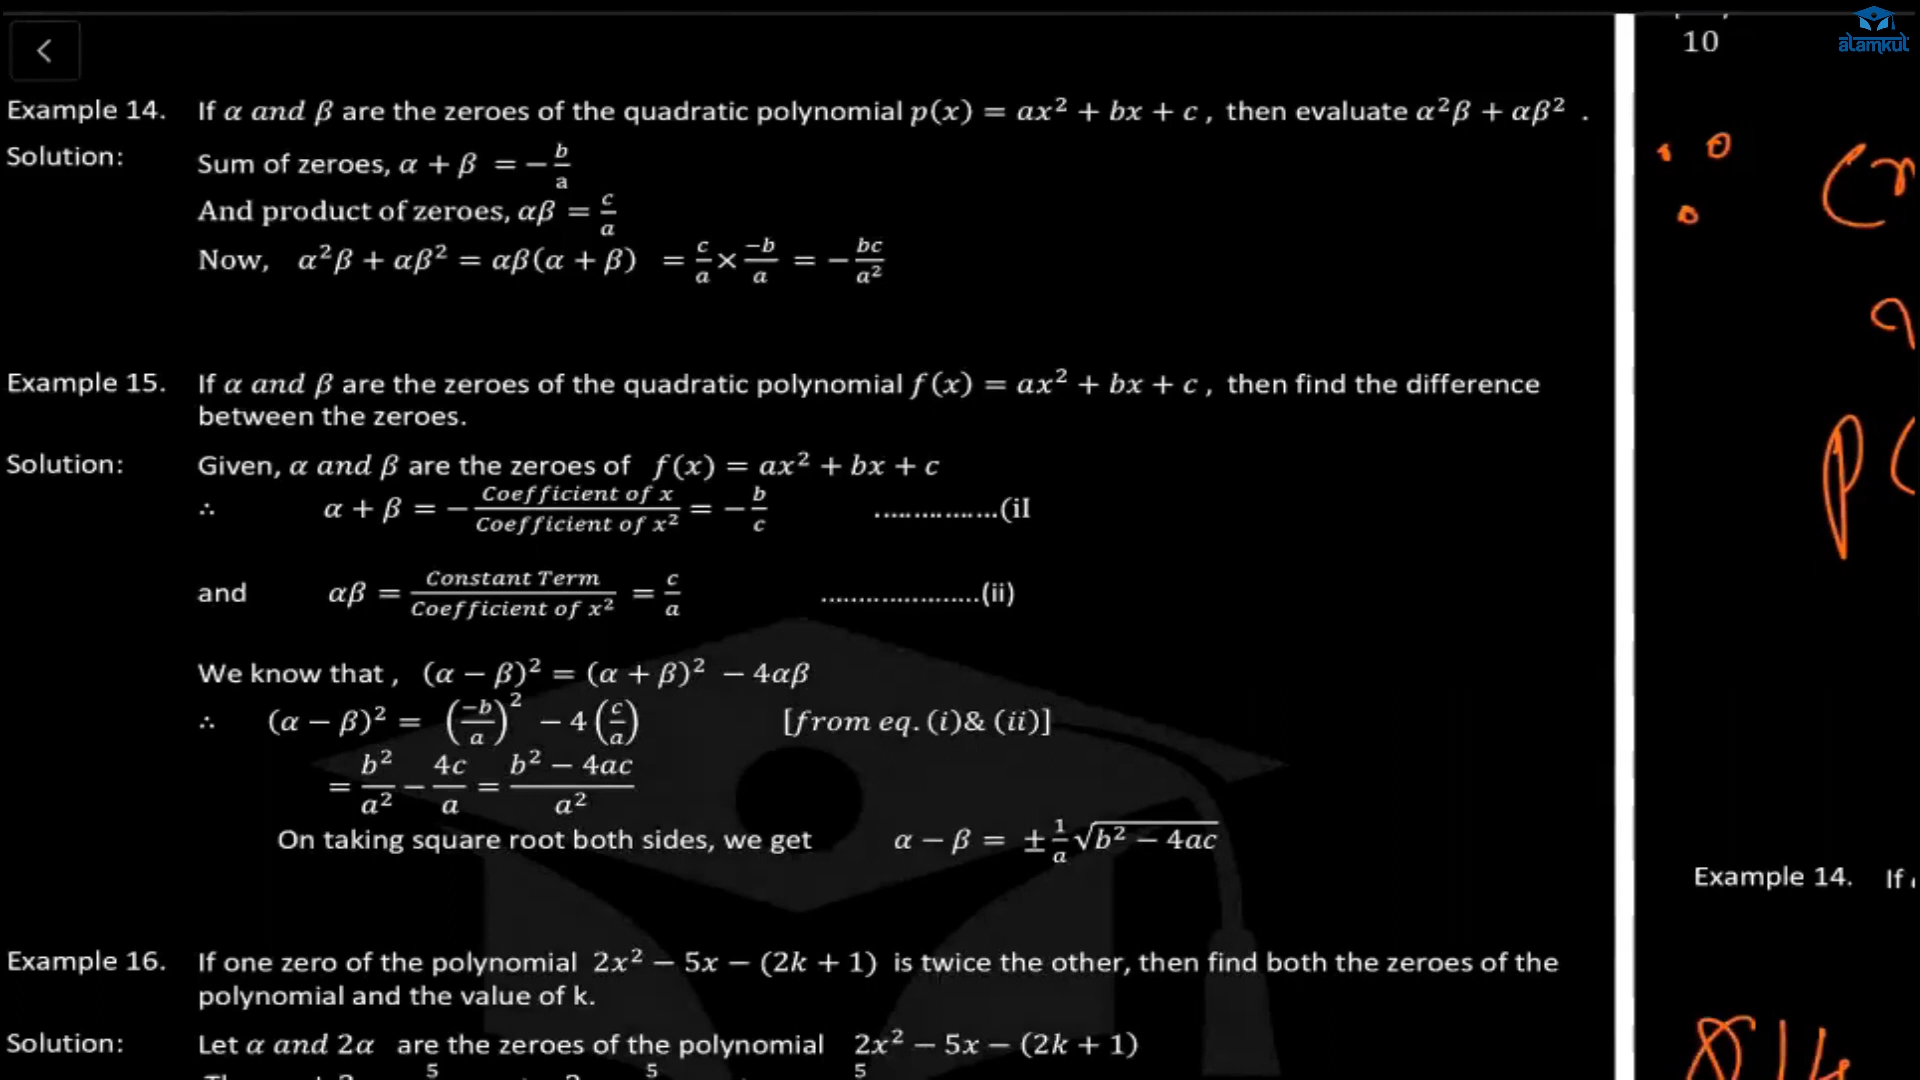 Example 14. If α and β are the zeroes of the quadratic polynomial p(x) = ax² + bx + c , then evaluate α²β + αβ² .
Solution: Sum of zeroes, α + β = −b/a
And product of zeroes, αβ = c/a
Now, α²β + αβ² = αβ(α + β) = c/a × −b/a = −bc/a²
Example 15. If α and β are the zeroes of the quadratic polynomial f(x) = ax² + bx + c , then find the difference
between the zeroes.
Solution: Given, α and β are the zeroes of f(x) = ax² + bx + c
∴ α + β = − Coefficient of x / Coefficient of x² = − b/c ...............(iI
and αβ = Constant Term / Coefficient of x² = c/a .....................(ii)
We know that , (α − β)² = (α + β)² − 4αβ
∴ (α − β)² = (−b/a)² − 4(c/a) [from eq. (i)& (ii)]
= b²/a² − 4c/a = b² − 4ac / a²
On taking square root both sides, we get α − β = ± 1/a √b² − 4ac
Example 16. If one zero of the polynomial 2x² − 5x − (2k + 1) is twice the other, then find both the zeroes of the
polynomial and the value of k.
Solution: Let α and 2α are the zeroes of the polynomial 2x² − 5x − (2k + 1)
10
alamkut
p(
Example 14. If